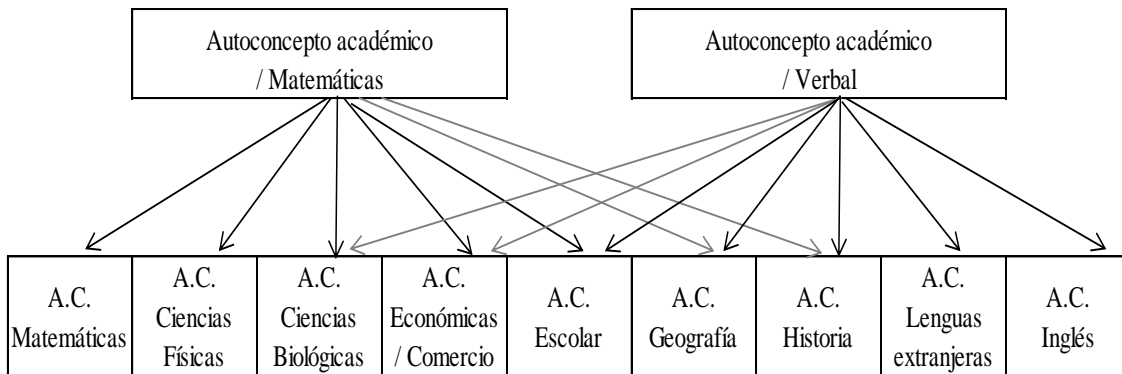 Autoconcepto académico
/ Matemáticas
Autoconcepto académico
/ Verbal
A.C.
Matemáticas
A.C.
Ciencias
Físicas
A.C.
Ciencias
Biológicas
A.C.
Económicas
/ Comercio
A.C.
Escolar
A.C.
Geografía
A.C.
Historia
A.C.
Lenguas
extranjeras
A.C.
Inglés